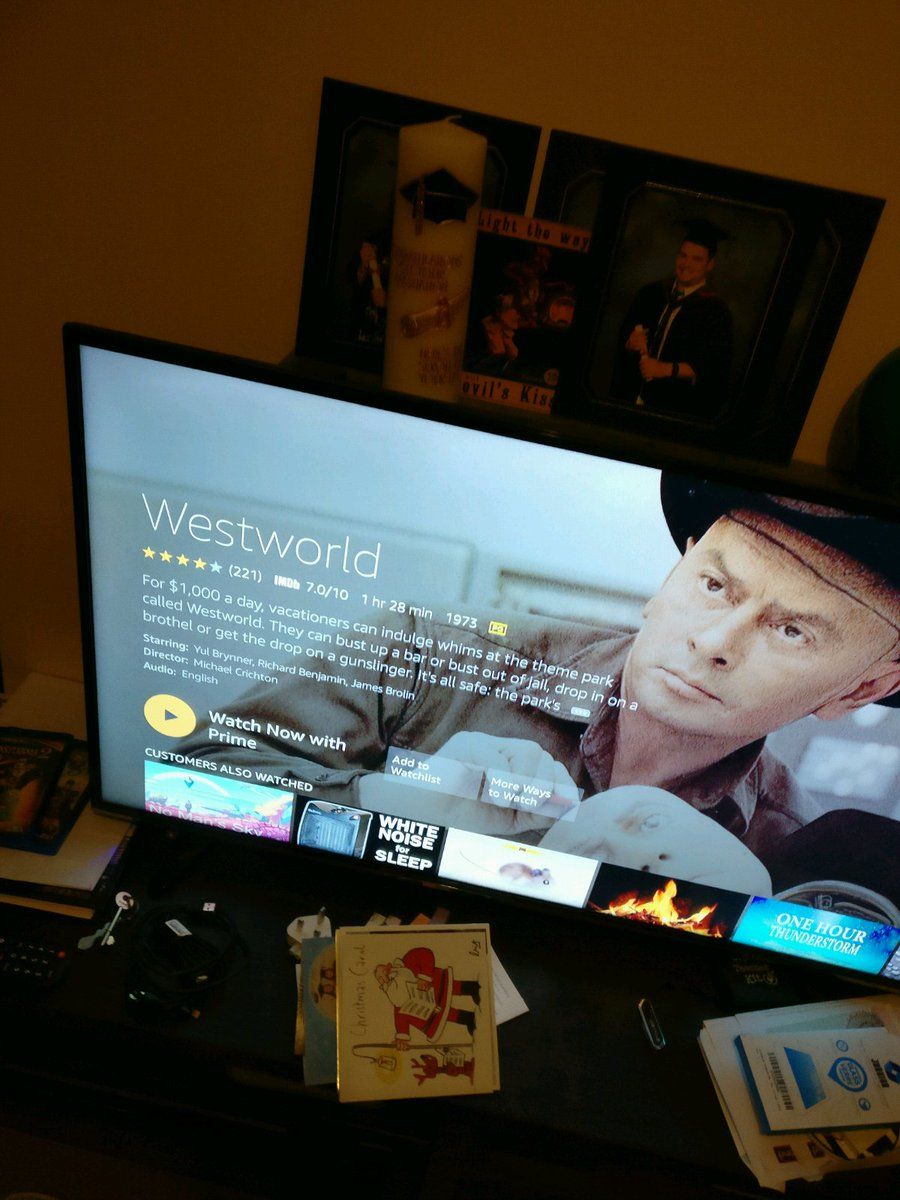 Light the way
Devil's Kiss
Westworld
(221) IMDb 7.0/10 1 hr 28 min 1973
For $1,000 a day, vacationers can indulge whims at the theme park
called Westworld. They can bust up a bar or bust out of jail, drop in on a
brothel or get the drop on a gunslinger. It's all safe: the park's
Starring: Yul Brynner, Richard Benjamin, James Brolin
Director: Michael Crichton
Audio: English
Watch Now with
Prime
Add to
Watchlist
More Ways
to Watch
CUSTOMERS ALSO WATCHED
No Man's Sky
WHITE
NOISE
for
SLEEP
ONE HOUR
THUNDERSTORM
Christmas Carol